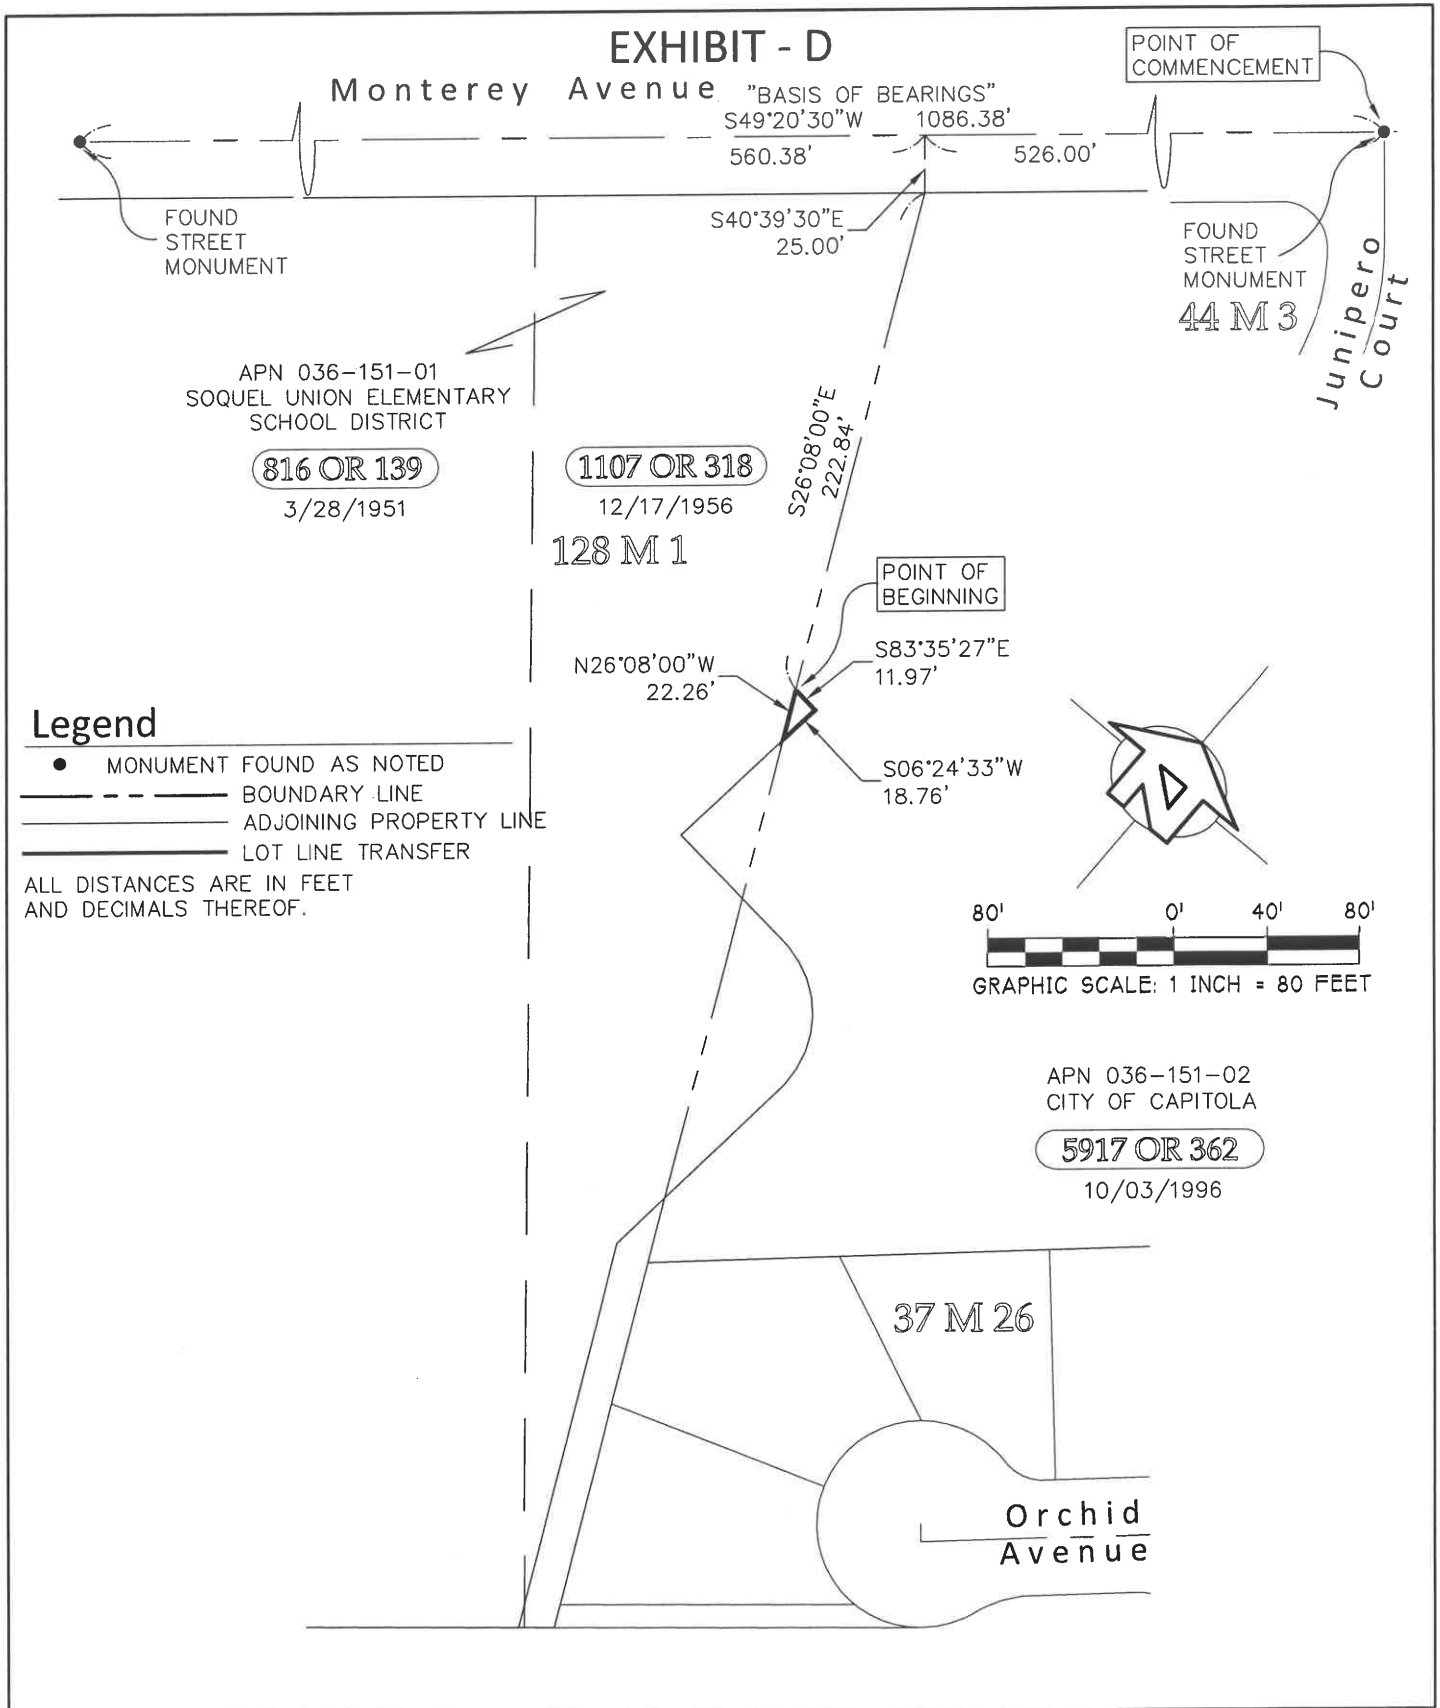 EXHIBIT - D
Monterey Avenue
"BASIS OF BEARINGS"
S49°20'30"W 1086.38'
560.38'
526.00'
POINT OF
COMMENCEMENT
FOUND
STREET
MONUMENT
S40°39'30"E
25.00'
FOUND
STREET
MONUMENT
44 M 3
Junipero
Court
APN 036-151-01
SOQUEL UNION ELEMENTARY
SCHOOL DISTRICT
816 OR 139
3/28/1951
1107 OR 318
12/17/1956
128 M 1
S26°08'00"E
222.84'
POINT OF
BEGINNING
N26°08'00"W
22.26'
S83°35'27"E
11.97'
S06°24'33"W
18.76'
Legend
MONUMENT FOUND AS NOTED
BOUNDARY LINE
ADJOINING PROPERTY LINE
LOT LINE TRANSFER
ALL DISTANCES ARE IN FEET
AND DECIMALS THEREOF.
80' 0' 40' 80'
GRAPHIC SCALE: 1 INCH = 80 FEET
APN 036-151-02
CITY OF CAPITOLA
5917 OR 362
10/03/1996
37 M 26
Orchid
Avenue